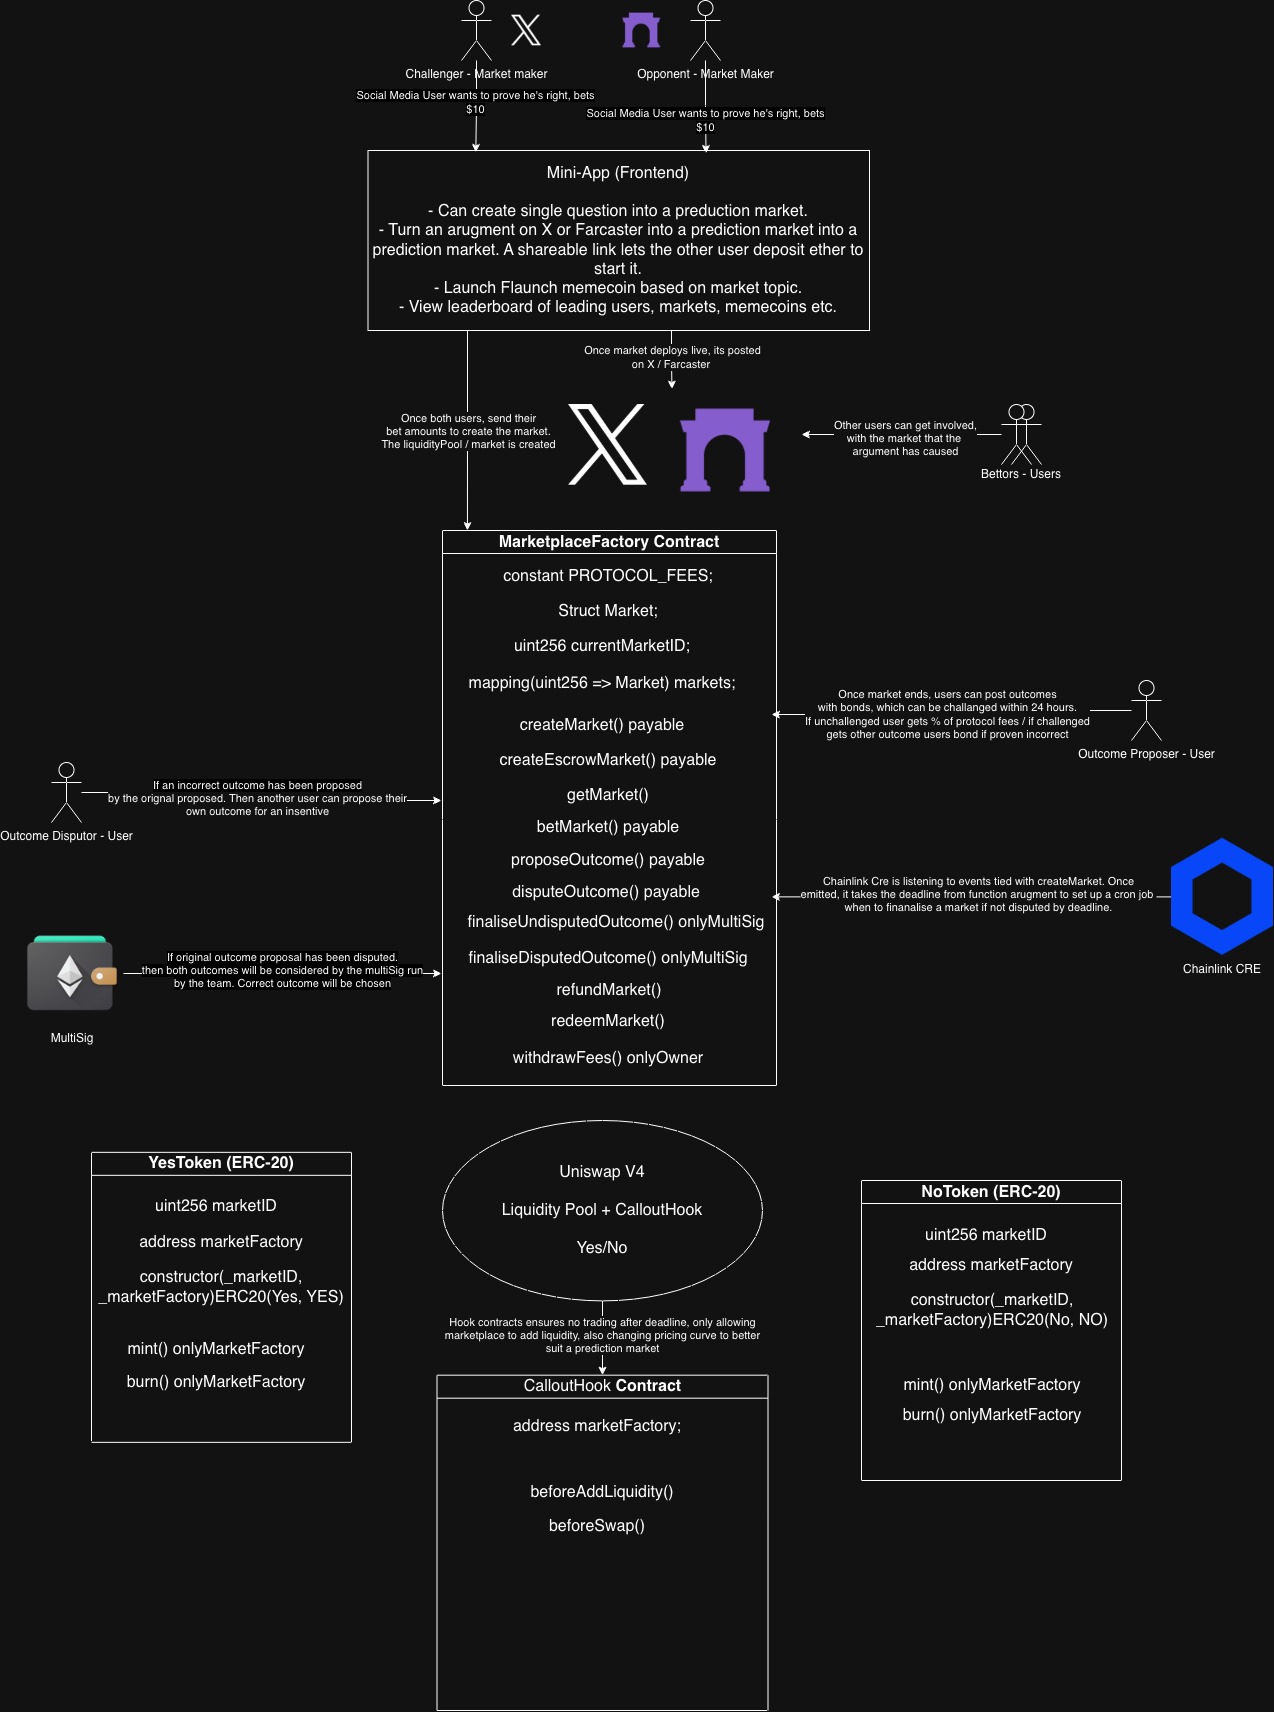 Challenger - Market maker
Opponent - Market Maker
Social Media User wants to prove he's right, bets
$10
Social Media User wants to prove he's right, bets
$10
Mini-App (Frontend)
- Can create single question into a preduction market.
- Turn an arugment on X or Farcaster into a prediction market into a
prediction market. A shareable link lets the other user deposit ether to
start it.
- Launch Flaunch memecoin based on market topic.
- View leaderboard of leading users, markets, memecoins etc.
Once market deploys live, its posted
on X / Farcaster
Once both users, send their
bet amounts to create the market.
The liquidityPool / market is created
Other users can get involved,
with the market that the
argument has caused
Bettors - Users
MarketplaceFactory Contract
constant PROTOCOL_FEES;
Struct Market;
uint256 currentMarketID;
mapping(uint256 => Market) markets;
createMarket() payable
createEscrowMarket() payable
getMarket()
betMarket() payable
proposeOutcome() payable
disputeOutcome() payable
finaliseUndisputedOutcome() onlyMultiSig
finaliseDisputedOutcome() onlyMultiSig
refundMarket()
redeemMarket()
withdrawFees() onlyOwner
Once market ends, users can post outcomes
with bonds, which can be challanged within 24 hours.
If unchallenged user gets % of protocol fees / if challenged
gets other outcome users bond if proven incorrect
Outcome Proposer - User
If an incorrect outcome has been proposed
by the orignal proposed. Then another user can propose their
own outcome for an insentive
Outcome Disputor - User
Chainlink Cre is listening to events tied with createMarket. Once
emitted, it takes the deadline from function arugment to set up a cron job
when to finanalise a market if not disputed by deadline.
Chainlink CRE
If original outcome proposal has been disputed.
then both outcomes will be considered by the multiSig run
by the team. Correct outcome will be chosen
MultiSig
YesToken (ERC-20)
uint256 marketID
address marketFactory
constructor(_marketID,
_marketFactory)ERC20(Yes, YES)
mint() onlyMarketFactory
burn() onlyMarketFactory
Uniswap V4
Liquidity Pool + CalloutHook
Yes/No
NoToken (ERC-20)
uint256 marketID
address marketFactory
constructor(_marketID,
_marketFactory)ERC20(No, NO)
mint() onlyMarketFactory
burn() onlyMarketFactory
Hook contracts ensures no trading after deadline, only allowing
marketplace to add liquidity, also changing pricing curve to better
suit a prediction market
CalloutHook Contract
address marketFactory;
beforeAddLiquidity()
beforeSwap()